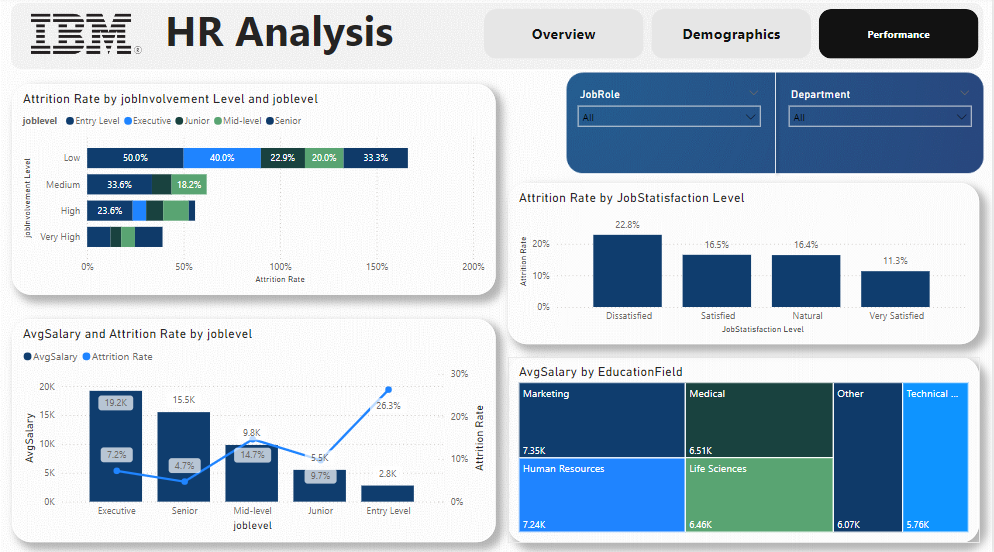 IBM®
HR Analysis
Overview
Demographics
Performance
JobRole
All
Department
All
Attrition Rate by jobInvolvement Level and joblevel
joblevel Entry Level Executive Junior Mid-level Senior
jobInvolvement Level
Low 50.0% 40.0% 22.9% 20.0% 33.3%
Medium 33.6% 18.2%
High 23.6%
Very High
0% 50% 100% 150% 200%
Attrition Rate
Attrition Rate by JobStatisfaction Level
Attrition Rate
20%
10%
0%
22.8% 16.5% 16.4% 11.3%
Dissatisfied Satisfied Natural Very Satisfied
JobStatisfaction Level
AvgSalary and Attrition Rate by joblevel
AvgSalary Attrition Rate
AvgSalary
20K
15K
10K
5K
0K
19.2K 15.5K 9.8K 5.5K 2.8K
7.2% 4.7% 14.7% 9.7% 26.3%
30%
20%
10%
0%
Attrition Rate
Executive Senior Mid-level Junior Entry Level
joblevel
AvgSalary by EducationField
Marketing
7.35K
Human Resources
7.24K
Medical
6.51K
Life Sciences
6.46K
Other
6.07K
Technical ...
5.76K